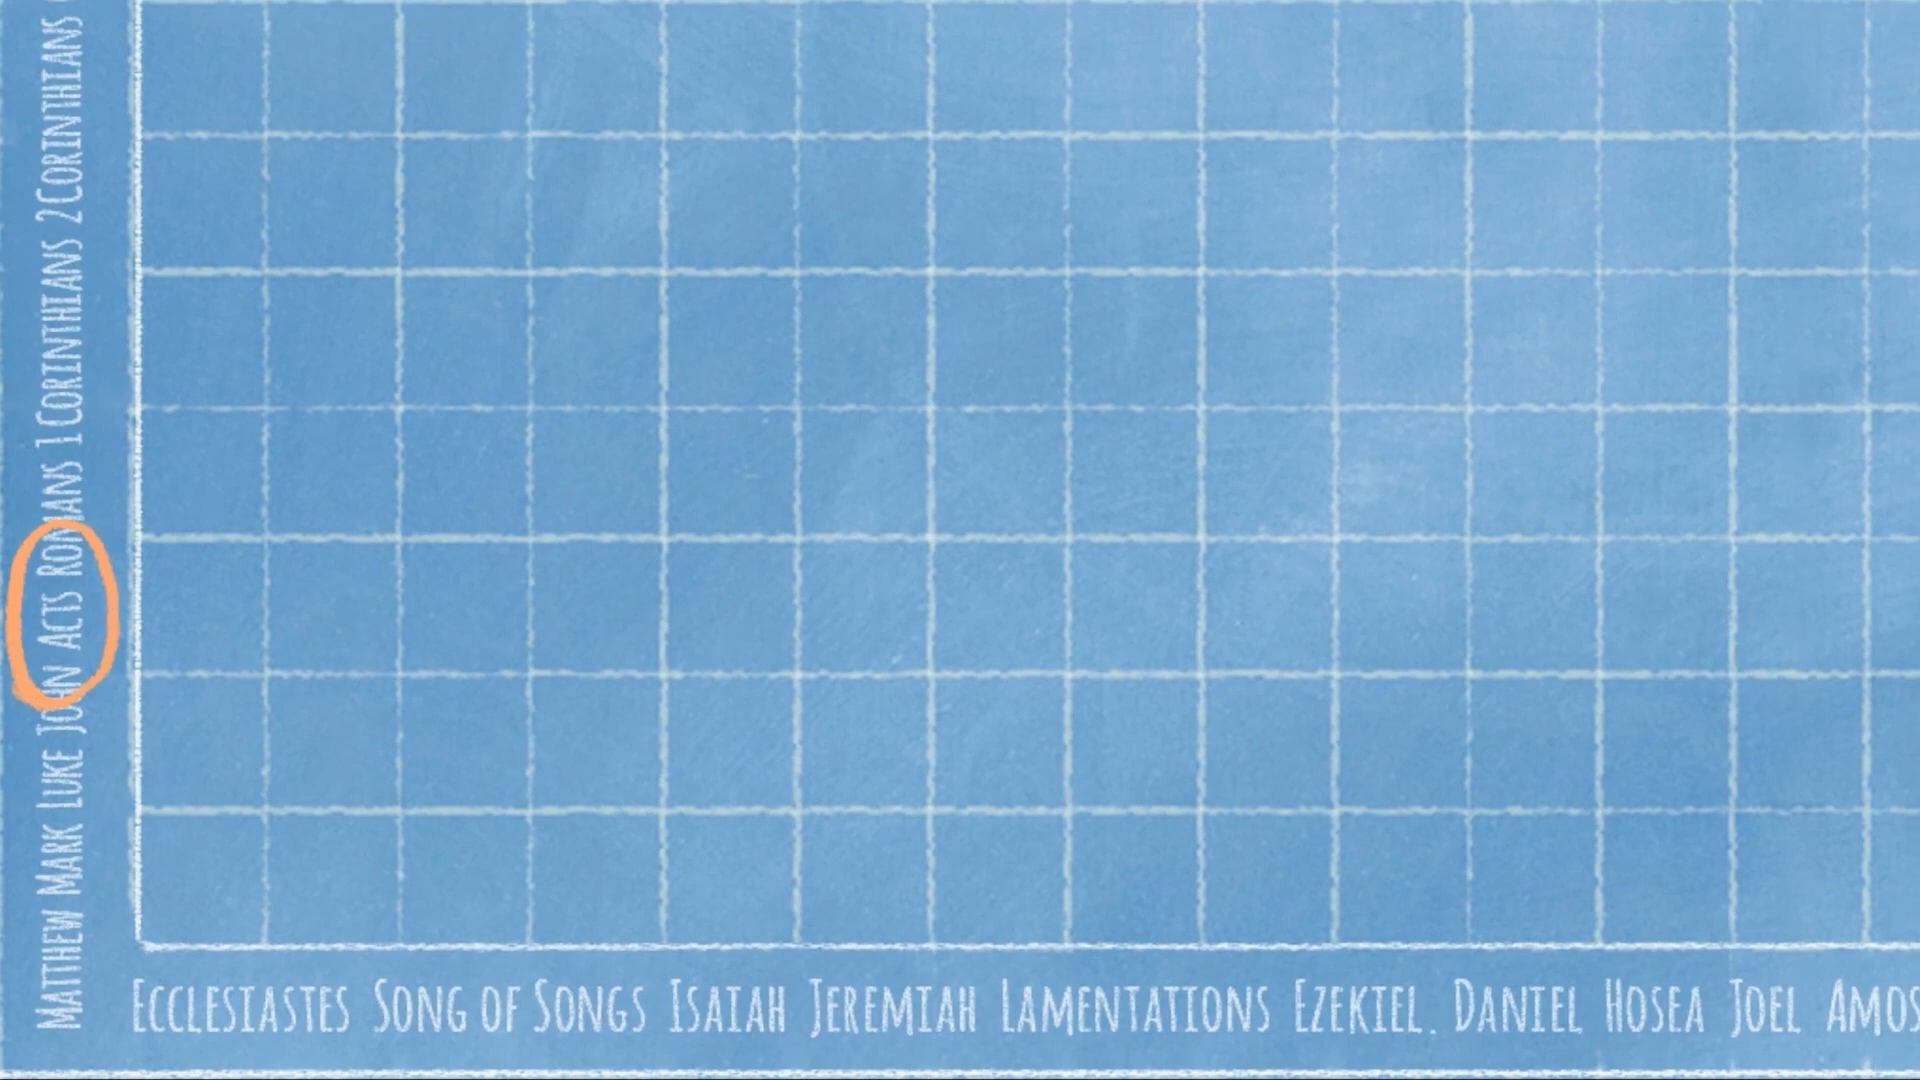 Matthew Mark Luke John Acts Romans 1Corinthians 2Corinthians
Ecclesiastes Song of Songs Isaiah Jeremiah Lamentations Ezekiel. Daniel Hosea Joel Amos